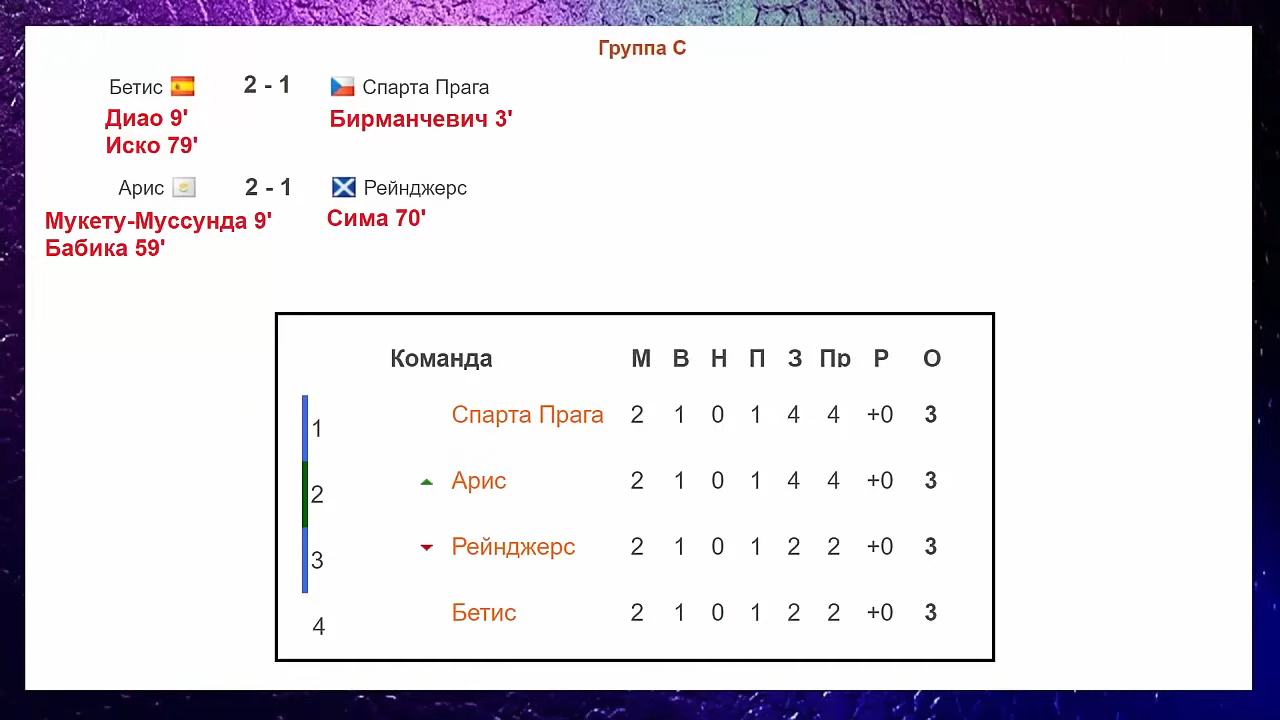 Группа C
Бетис 2 - 1 Спарта Прага
Диао 9' Бирманчевич 3'
Иско 79'
Арис 2 - 1 Рейнджерс
Мукету-Муссунда 9' Сима 70'
Бабика 59'
Команда М В Н П З Пр Р О
1 Спарта Прага 2 1 0 1 4 4 +0 3
2 Арис 2 1 0 1 4 4 +0 3
3 Рейнджерс 2 1 0 1 2 2 +0 3
4 Бетис 2 1 0 1 2 2 +0 3